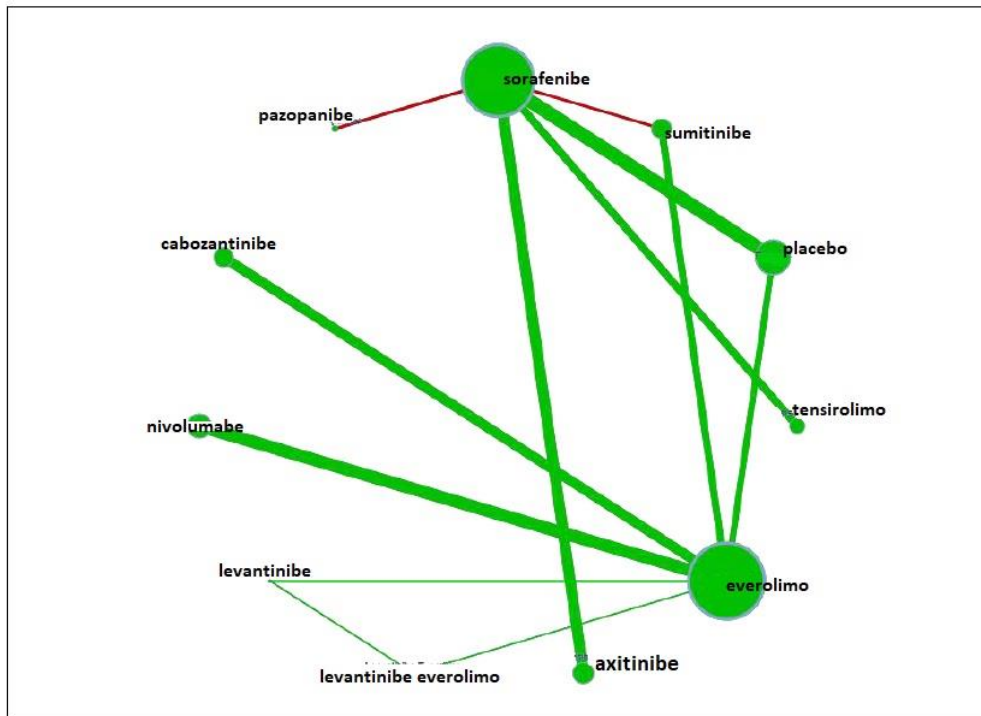 sorafenibe
pazopanibe
sumitinibe
cabozantinibe
placebo
tensirolimo
nivolumabe
levantinibe
everolimo
axitinibe
levantinibe everolimo